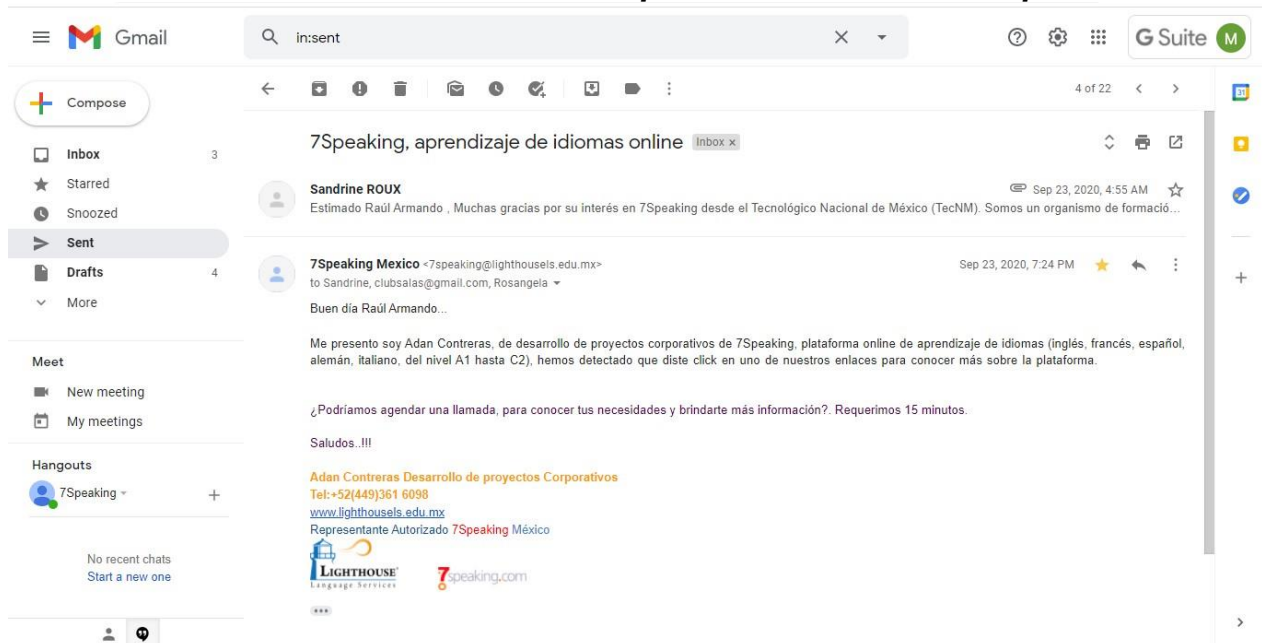 Gmail
in:sent
G Suite
M
Compose
4 of 22
31
Inbox 3
Starred
Snoozed
Sent
Drafts 4
More
Meet
New meeting
My meetings
Hangouts
7Speaking
No recent chats
Start a new one
7Speaking, aprendizaje de idiomas online Inbox x
Sandrine ROUX Sep 23, 2020, 4:55 AM
Estimado Raúl Armando , Muchas gracias por su interés en 7Speaking desde el Tecnológico Nacional de México (TecNM). Somos un organismo de formació...
7Speaking Mexico <7speaking@lighthousels.edu.mx> Sep 23, 2020, 7:24 PM
to Sandrine, clubsalas@gmail.com, Rosangela
Buen día Raúl Armando...
Me presento soy Adan Contreras, de desarrollo de proyectos corporativos de 7Speaking, plataforma online de aprendizaje de idiomas (inglés, francés, español,
alemán, italiano, del nivel A1 hasta C2), hemos detectado que diste click en uno de nuestros enlaces para conocer más sobre la plataforma.
¿Podríamos agendar una llamada, para conocer tus necesidades y brindarte más información?. Requerimos 15 minutos.
Saludos..!!!
Adan Contreras Desarrollo de proyectos Corporativos
Tel:+52(449)361 6098
www.lighthousels.edu.mx
Representante Autorizado 7Speaking México
LIGHTHOUSE
Language Services
7speaking.com